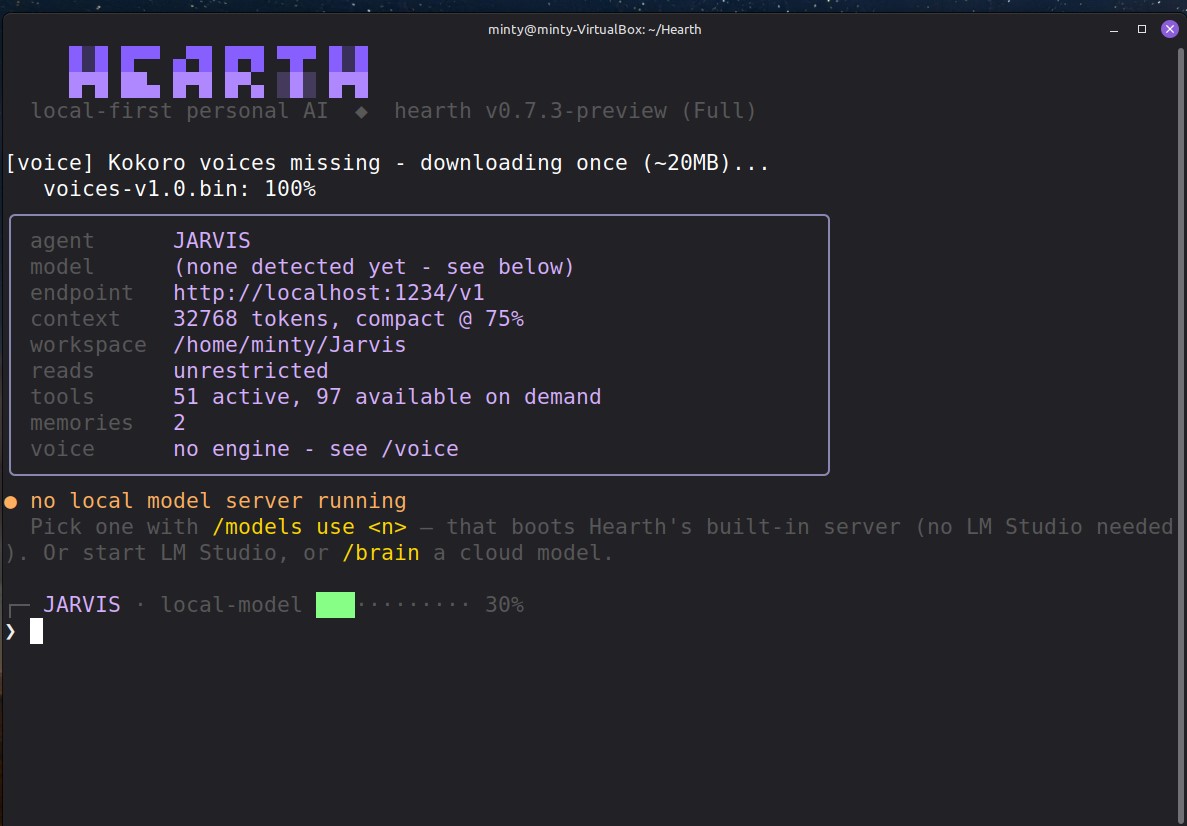 minty@minty-VirtualBox: ~/Hearth
HEARTH
local-first personal AI ◆ hearth v0.7.3-preview (Full)
[voice] Kokoro voices missing - downloading once (~20MB)...
voices-v1.0.bin: 100%
agent JARVIS
model (none detected yet - see below)
endpoint http://localhost:1234/v1
context 32768 tokens, compact @ 75%
workspace /home/minty/Jarvis
reads unrestricted
tools 51 active, 97 available on demand
memories 2
voice no engine - see /voice
● no local model server running
Pick one with /models use <n> — that boots Hearth's built-in server (no LM Studio needed
). Or start LM Studio, or /brain a cloud model.
JARVIS · local-model ········· 30%
❯